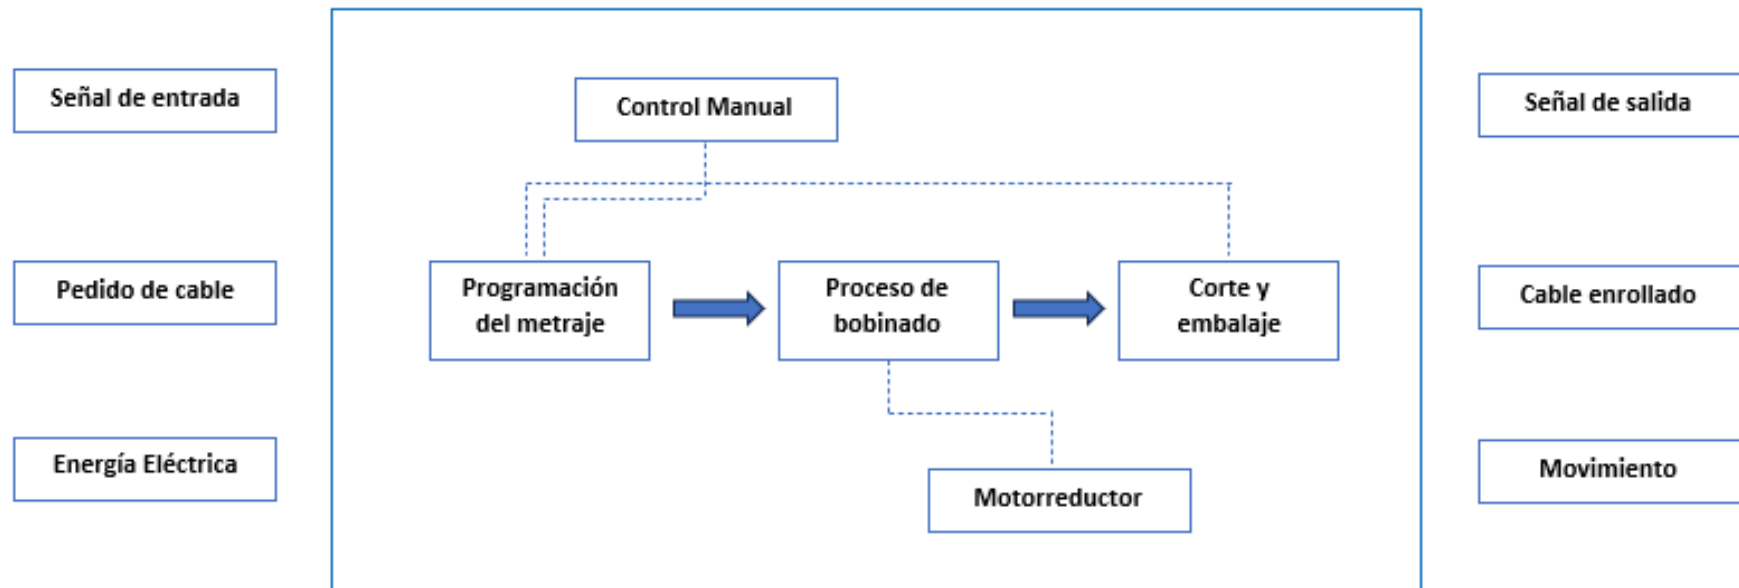 Señal de entrada
Control Manual
Señal de salida
Pedido de cable
Programación
del metraje
Proceso de
bobinado
Corte y
embalaje
Cable enrollado
Energía Eléctrica
Motorreductor
Movimiento